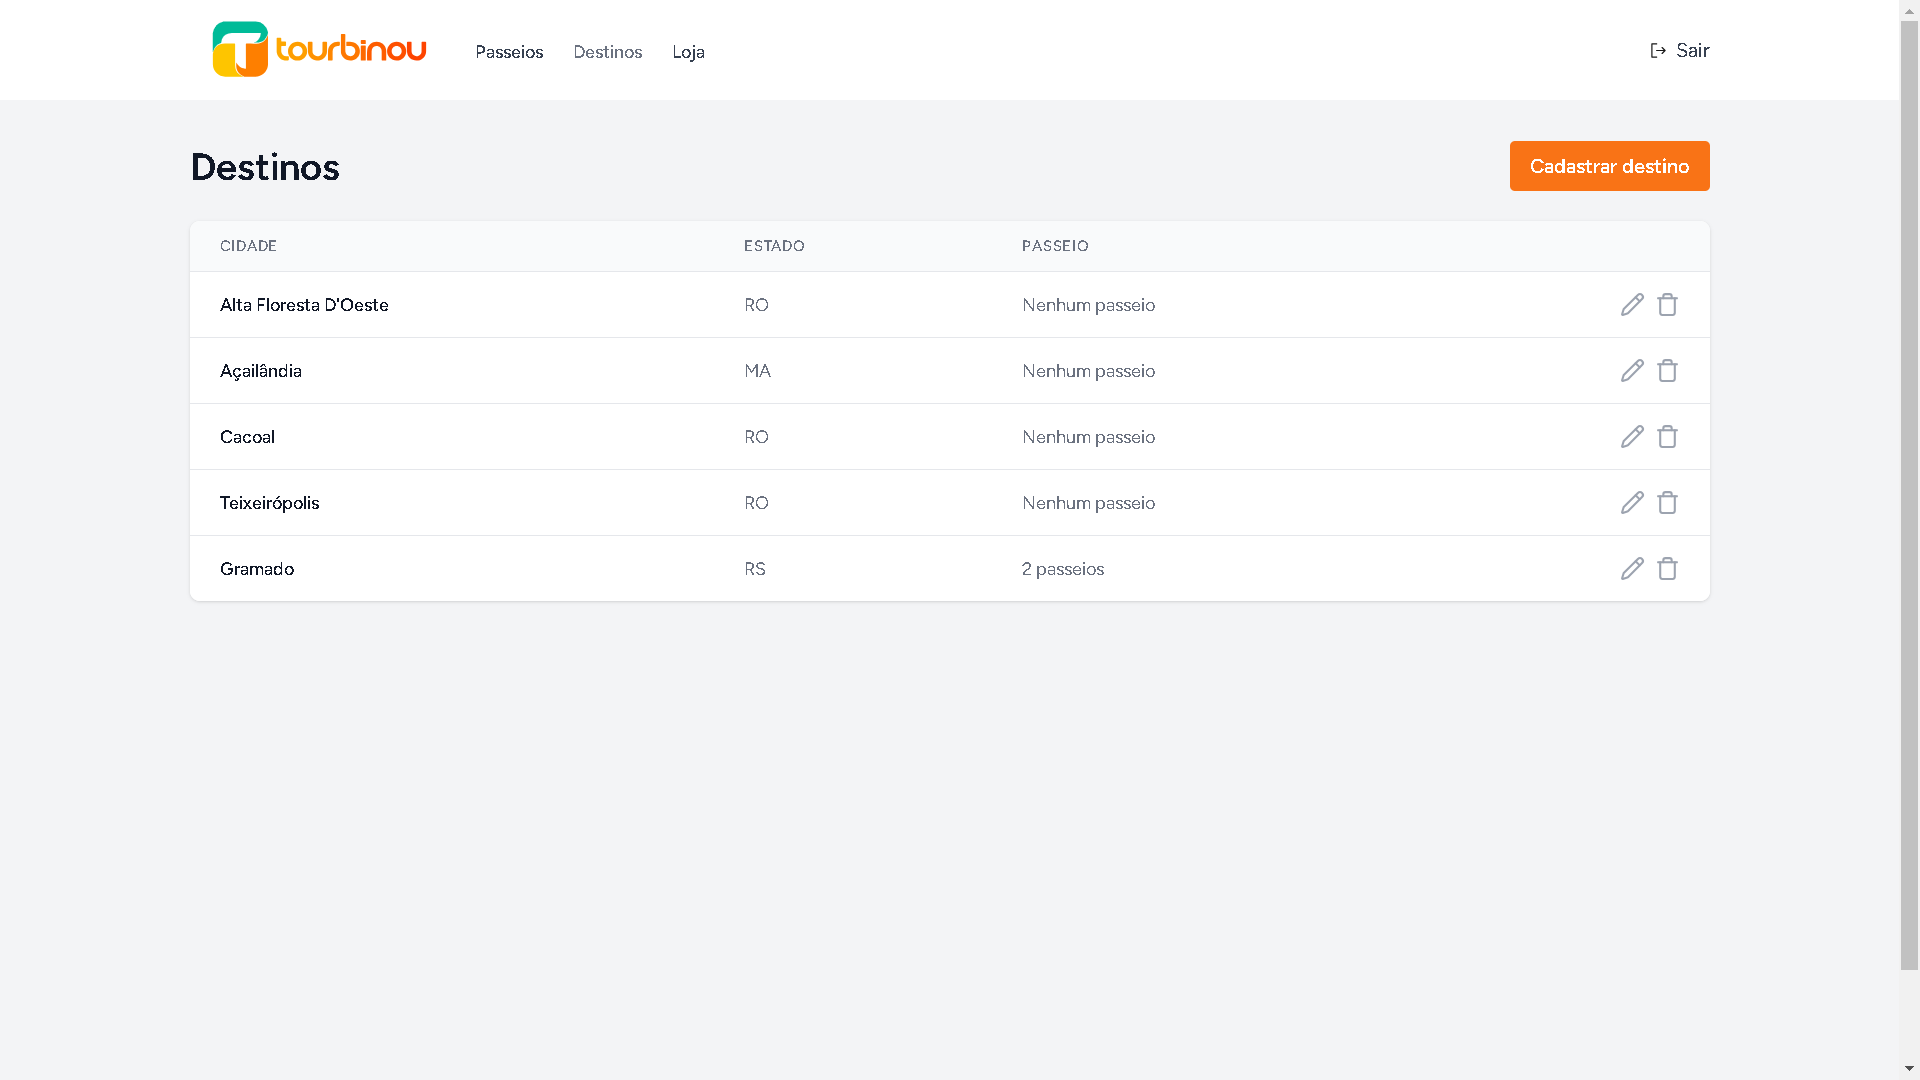 tourbinou Passeios Destinos Loja Sair
Destinos Cadastrar destino
CIDADE ESTADO PASSEIO
Alta Floresta D'Oeste RO Nenhum passeio
Açailândia MA Nenhum passeio
Cacoal RO Nenhum passeio
Teixeirópolis RO Nenhum passeio
Gramado RS 2 passeios